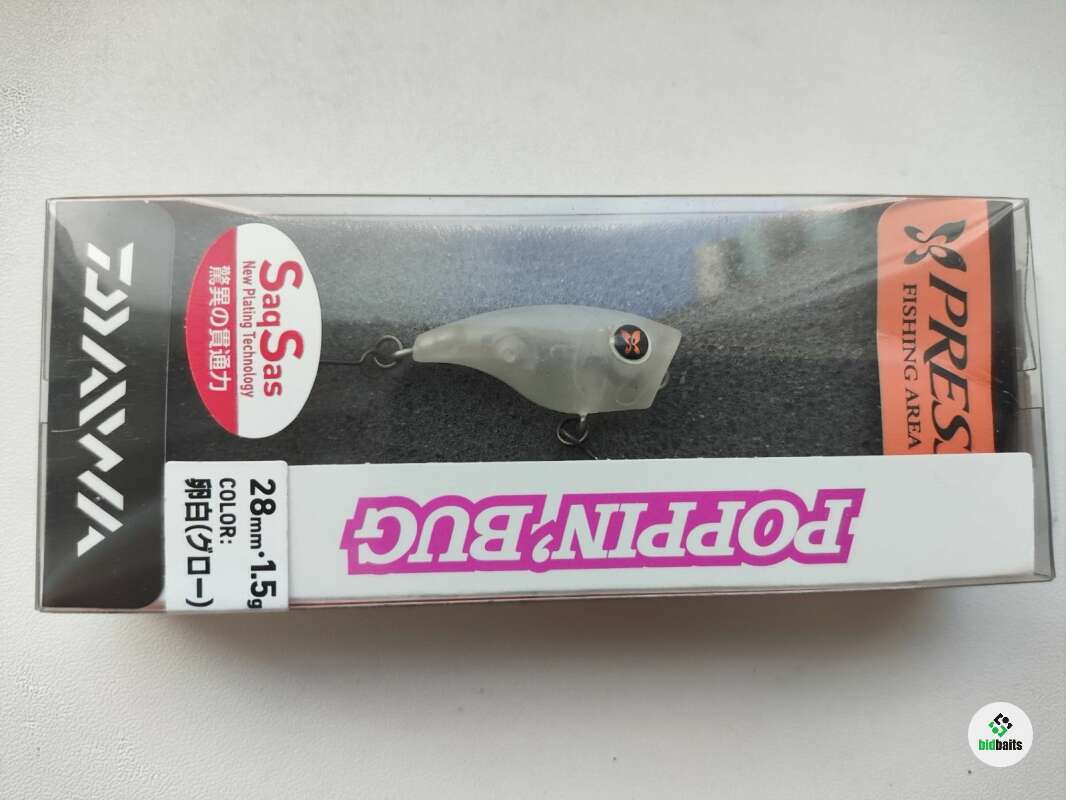 DAIWA
SaqSas
New Plating Technology
驚異の貫通力
28mm・1.5g
COLOR:
卵白(グロー)
PRES
FISHING AREA
POPPIN' BUG
bidbaits